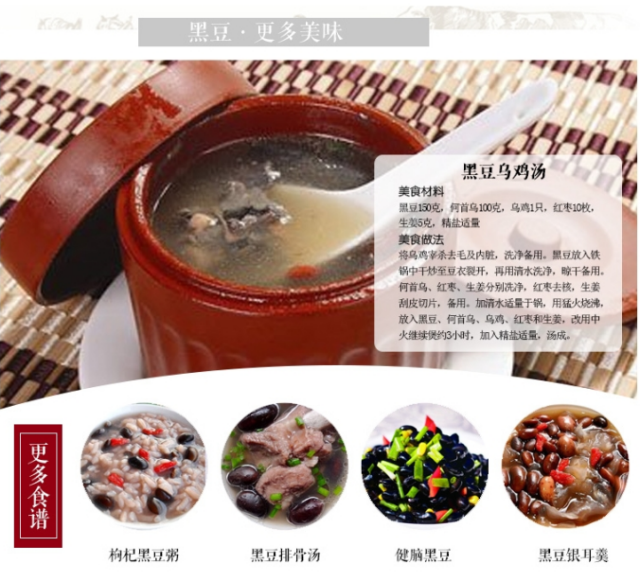 黑豆·更多美味
黑豆乌鸡汤
美食材料
黑豆150克，何首乌100克，乌鸡1只，红枣10枚，
生姜5克，精盐适量
美食做法
将乌鸡宰杀去毛及内脏，洗净备用。黑豆放入铁
锅中干炒至豆衣裂开，再用清水洗净，晾干备用。
何首乌、红枣、生姜分别洗净，红枣去核，生姜
刮皮切片，备用。加清水适量于锅，用猛火烧沸，
放入黑豆、何首乌、乌鸡、红枣和生姜，改用中
火继续煲约3小时，加入精盐适量，汤成。
更多食谱
枸杞黑豆粥
黑豆排骨汤
健脑黑豆
黑豆银耳羹